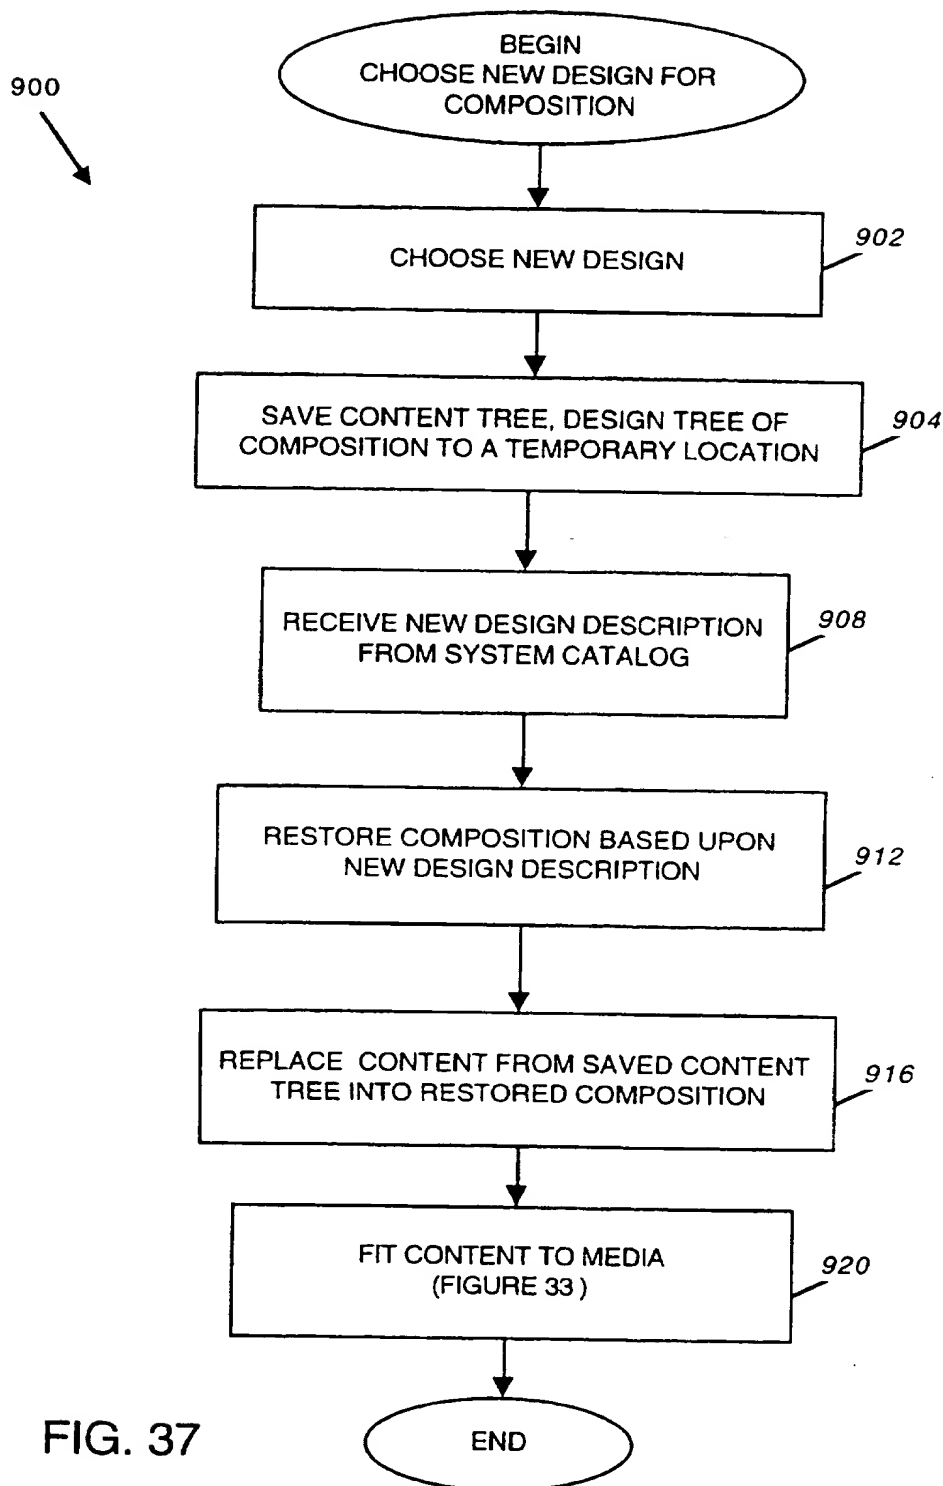 900
BEGIN
CHOOSE NEW DESIGN FOR
COMPOSITION
CHOOSE NEW DESIGN
902
SAVE CONTENT TREE, DESIGN TREE OF
COMPOSITION TO A TEMPORARY LOCATION
904
RECEIVE NEW DESIGN DESCRIPTION
FROM SYSTEM CATALOG
908
RESTORE COMPOSITION BASED UPON
NEW DESIGN DESCRIPTION
912
REPLACE CONTENT FROM SAVED CONTENT
TREE INTO RESTORED COMPOSITION
916
FIT CONTENT TO MEDIA
(FIGURE 33 )
920
END
FIG. 37